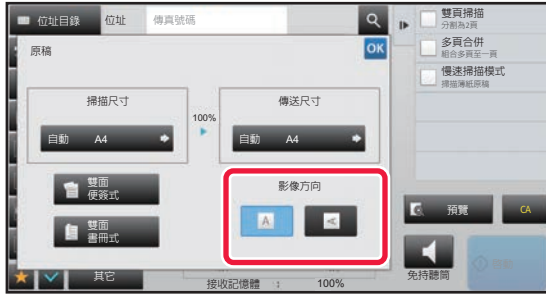 位址目錄
位址
傳真號碼
雙頁掃描
分割為2頁
多頁合併
組合多頁至一頁
慢速掃描模式
掃描薄紙原稿
原稿
OK
掃描尺寸
100%
傳送尺寸
自動 A4
自動 A4
雙面
便簽式
雙面
書冊式
影像方向
A
A
預覽
CA
其它
接收記憶體 : 100%
免持聽筒